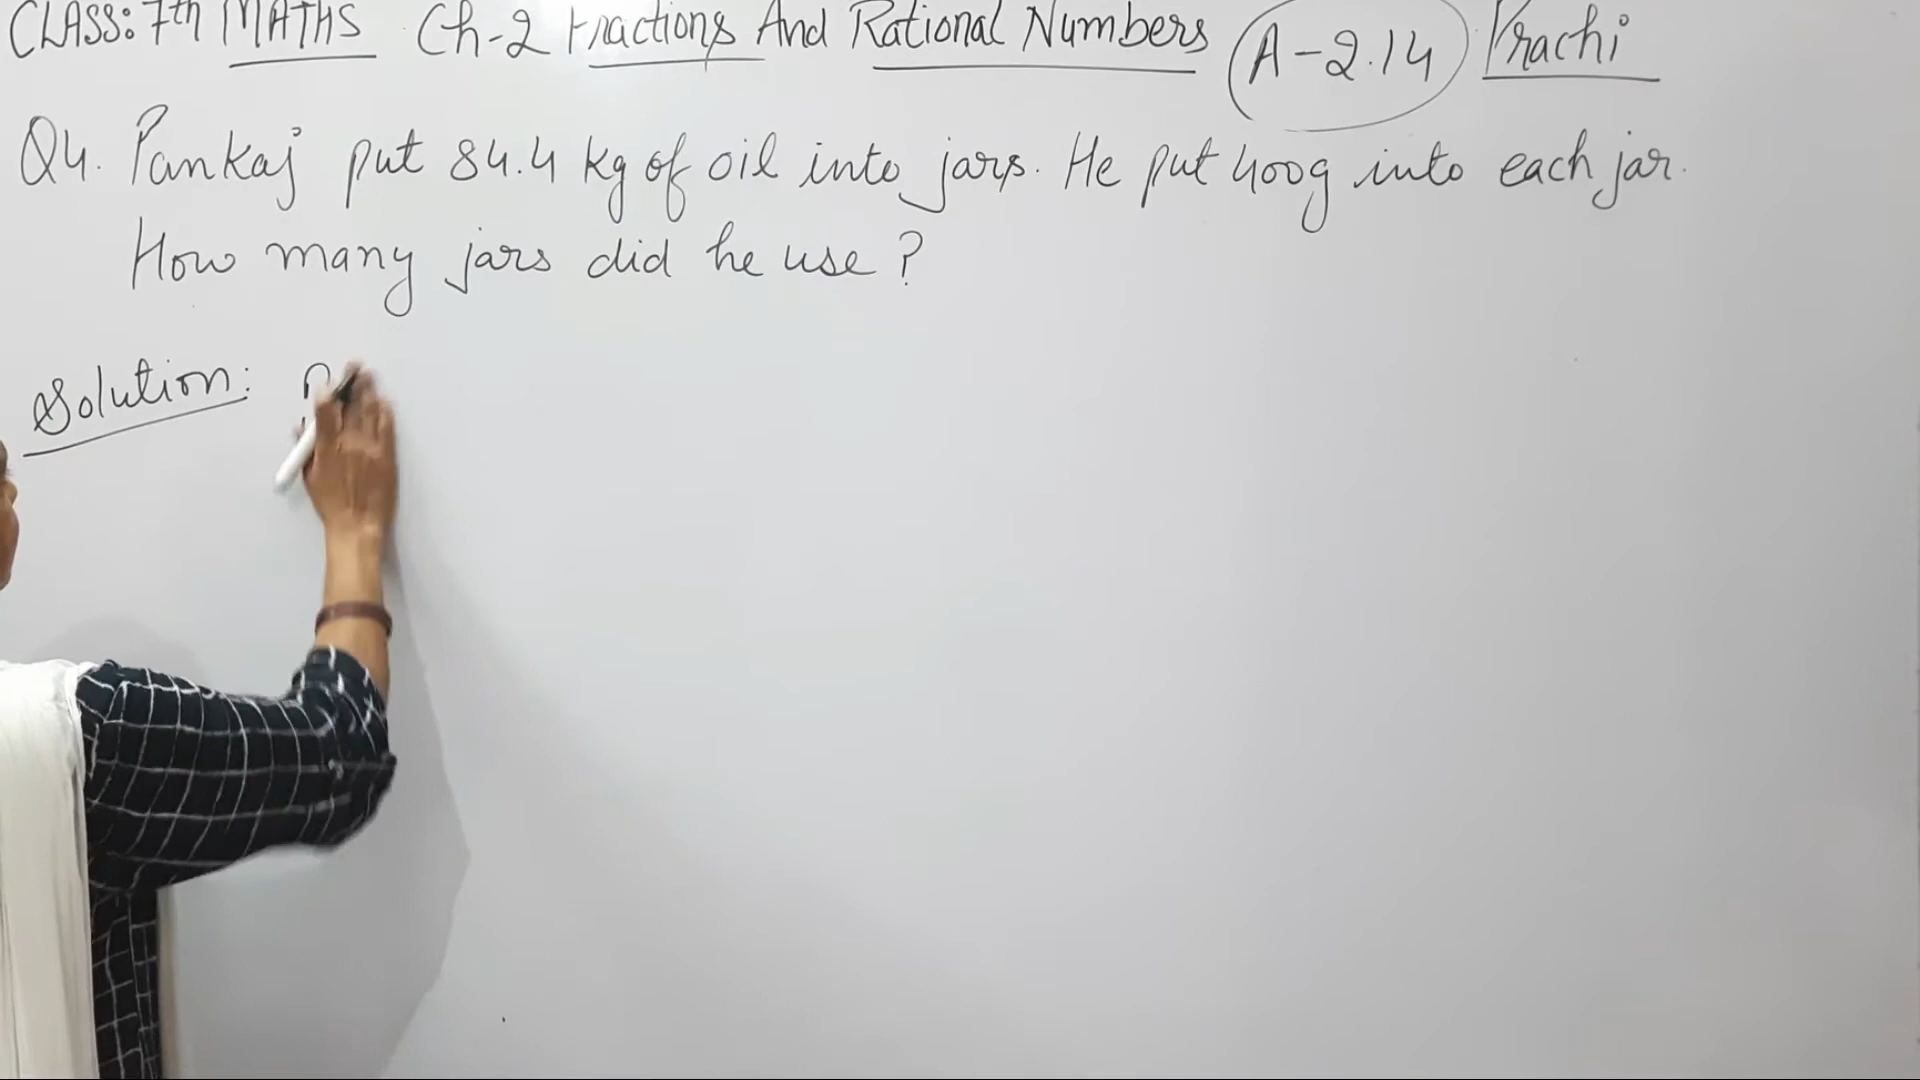 CLASS: 7th MATHS Ch-2 Fractions And Rational Numbers A-2.14 Prachi
Q4. Pankaj put 84.4 kg of oil into jars. He put 400g into each jar.
How many jars did he use?
Solution: